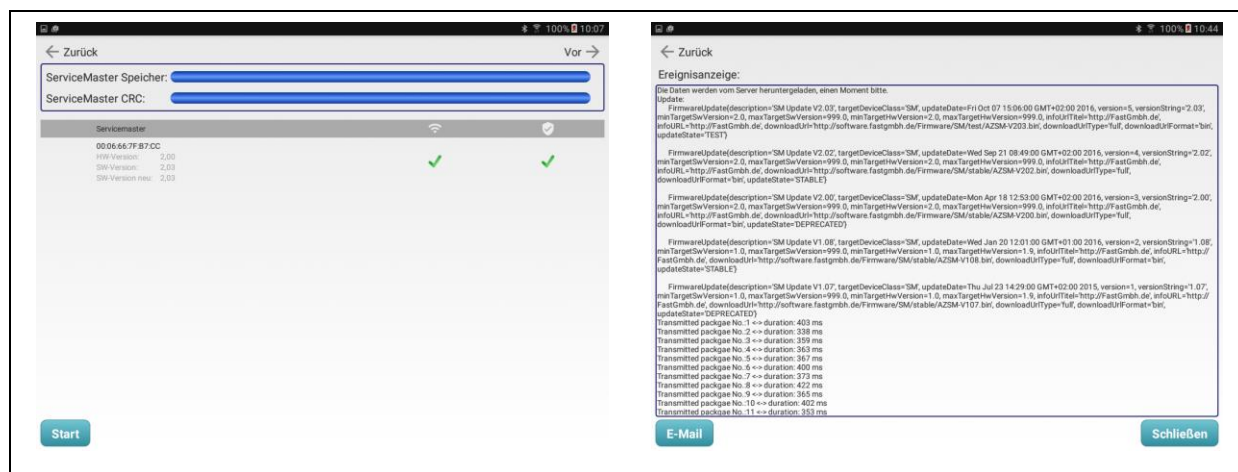 100% 10:07
Zurück
Vor
ServiceMaster Speicher:
ServiceMaster CRC:
Servicemaster
00:06:66:7F:B7:CC
HW-Version: 2,00
SW-Version: 2,03
SW-Version neu: 2,03
Start
100% 10:44
Zurück
Ereignisanzeige:
Die Daten werden vom Server heruntergeladen, einen Moment bitte.
Update:
FirmwareUpdate{description='SM Update V2.03', targetDeviceClass='SM', updateDate=Fri Oct 07 15:06:00 GMT+02:00 2016, version=5, versionString='2.03',
minTargetSwVersion=2.0, maxTargetSwVersion=999.0, minTargetHwVersion=2.0, maxTargetHwVersion=999.0, infoUrlTitel='http://FastGmbh.de',
infoURL='http://FastGmbh.de', downloadUrl='http://software.fastgmbh.de/Firmware/SM/test/AZSM-V203.bin', downloadUrlType='full', downloadUrlFormat='bin',
updateState='TEST'}
FirmwareUpdate{description='SM Update V2.02', targetDeviceClass='SM', updateDate=Wed Sep 21 08:49:00 GMT+02:00 2016, version=4, versionString='2.02',
minTargetSwVersion=2.0, maxTargetSwVersion=999.0, minTargetHwVersion=2.0, maxTargetHwVersion=999.0, infoUrlTitel='http://FastGmbh.de',
infoURL='http://FastGmbh.de', downloadUrl='http://software.fastgmbh.de/Firmware/SM/stable/AZSM-V202.bin', downloadUrlType='full',
downloadUrlFormat='bin', updateState='STABLE'}
FirmwareUpdate{description='SM Update V2.00', targetDeviceClass='SM', updateDate=Mon Apr 18 12:53:00 GMT+02:00 2016, version=3, versionString='2.00',
minTargetSwVersion=2.0, maxTargetSwVersion=999.0, minTargetHwVersion=2.0, maxTargetHwVersion=999.0, infoUrlTitel='http://FastGmbh.de',
infoURL='http://FastGmbh.de', downloadUrl='http://software.fastgmbh.de/Firmware/SM/stable/AZSM-V200.bin', downloadUrlType='full',
downloadUrlFormat='bin', updateState='DEPRECATED'}
FirmwareUpdate{description='SM Update V1.08', targetDeviceClass='SM', updateDate=Wed Jan 20 12:01:00 GMT+01:00 2016, version=2, versionString='1.08',
minTargetSwVersion=1.0, maxTargetSwVersion=999.0, minTargetHwVersion=1.0, maxTargetHwVersion=1.9, infoUrlTitel='http://FastGmbh.de', infoURL='http://
FastGmbh.de', downloadUrl='http://software.fastgmbh.de/Firmware/SM/stable/AZSM-V108.bin', downloadUrlType='full', downloadUrlFormat='bin',
updateState='STABLE'}
FirmwareUpdate{description='SM Update V1.07', targetDeviceClass='SM', updateDate=Thu Jul 23 14:29:00 GMT+02:00 2015, version=1, versionString='1.07',
minTargetSwVersion=1.0, maxTargetSwVersion=999.0, minTargetHwVersion=1.0, maxTargetHwVersion=1.9, infoUrlTitel='http://FastGmbh.de', infoURL='http://
FastGmbh.de', downloadUrl='http://software.fastgmbh.de/Firmware/SM/stable/AZSM-V107.bin', downloadUrlType='full', downloadUrlFormat='bin',
updateState='DEPRECATED'}
Transmitted packgae No.:1 <-> duration: 403 ms
Transmitted packgae No.:2 <-> duration: 338 ms
Transmitted packgae No.:3 <-> duration: 359 ms
Transmitted packgae No.:4 <-> duration: 363 ms
Transmitted packgae No.:5 <-> duration: 367 ms
Transmitted packgae No.:6 <-> duration: 400 ms
Transmitted packgae No.:7 <-> duration: 373 ms
Transmitted packgae No.:8 <-> duration: 422 ms
Transmitted packgae No.:9 <-> duration: 365 ms
Transmitted packgae No.:10 <-> duration: 402 ms
Transmitted packgae No.:11 <-> duration: 353 ms
E-Mail
Schließen